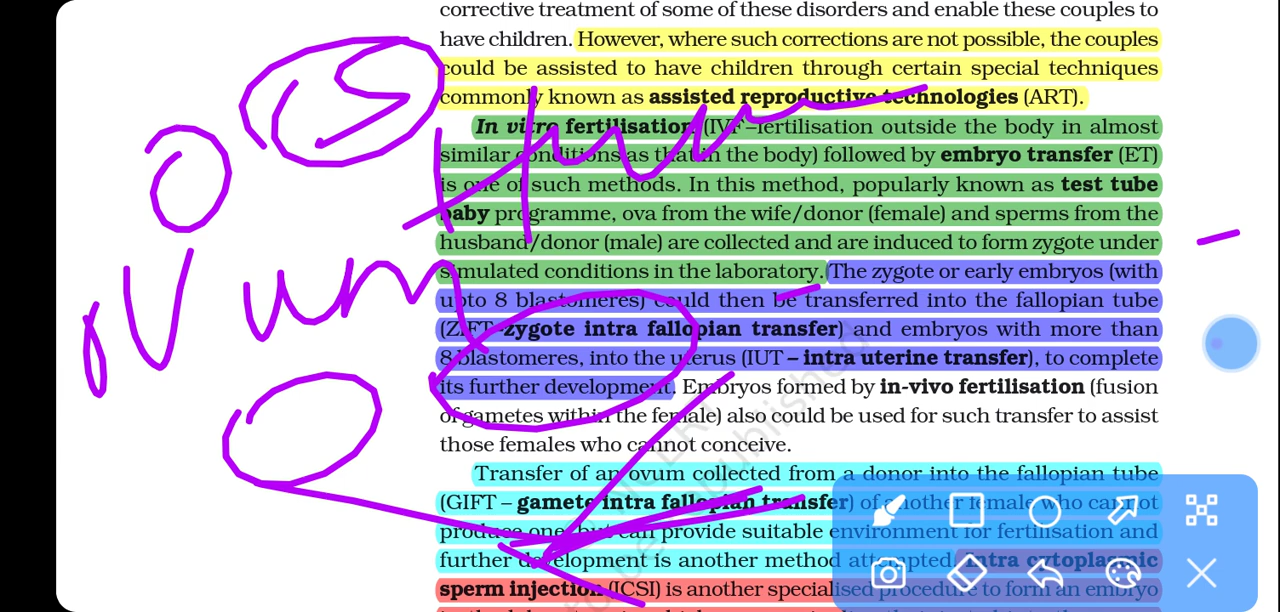 corrective treatment of some of these disorders and enable these couples to
have children. However, where such corrections are not possible, the couples
could be assisted to have children through certain special techniques
commonly known as assisted reproductive technologies (ART).
In vitro fertilisation (IVF–fertilisation outside the body in almost
similar conditions as that in the body) followed by embryo transfer (ET)
is one of such methods. In this method, popularly known as test tube
baby programme, ova from the wife/donor (female) and sperms from the
husband/donor (male) are collected and are induced to form zygote under
simulated conditions in the laboratory. The zygote or early embryos (with
upto 8 blastomeres) could then be transferred into the fallopian tube
(ZIFT–zygote intra fallopian transfer) and embryos with more than
8 blastomeres, into the uterus (IUT – intra uterine transfer), to complete
its further development. Embryos formed by in-vivo fertilisation (fusion
of gametes within the female) also could be used for such transfer to assist
those females who cannot conceive.
Transfer of an ovum collected from a donor into the fallopian tube
(GIFT – gamete intra fallopian transfer) of another female who cannot
produce one, but can provide suitable environment for fertilisation and
further development is another method attempted. Intra cytoplasmic
sperm injection (ICSI) is another specialised procedure to form an embryo